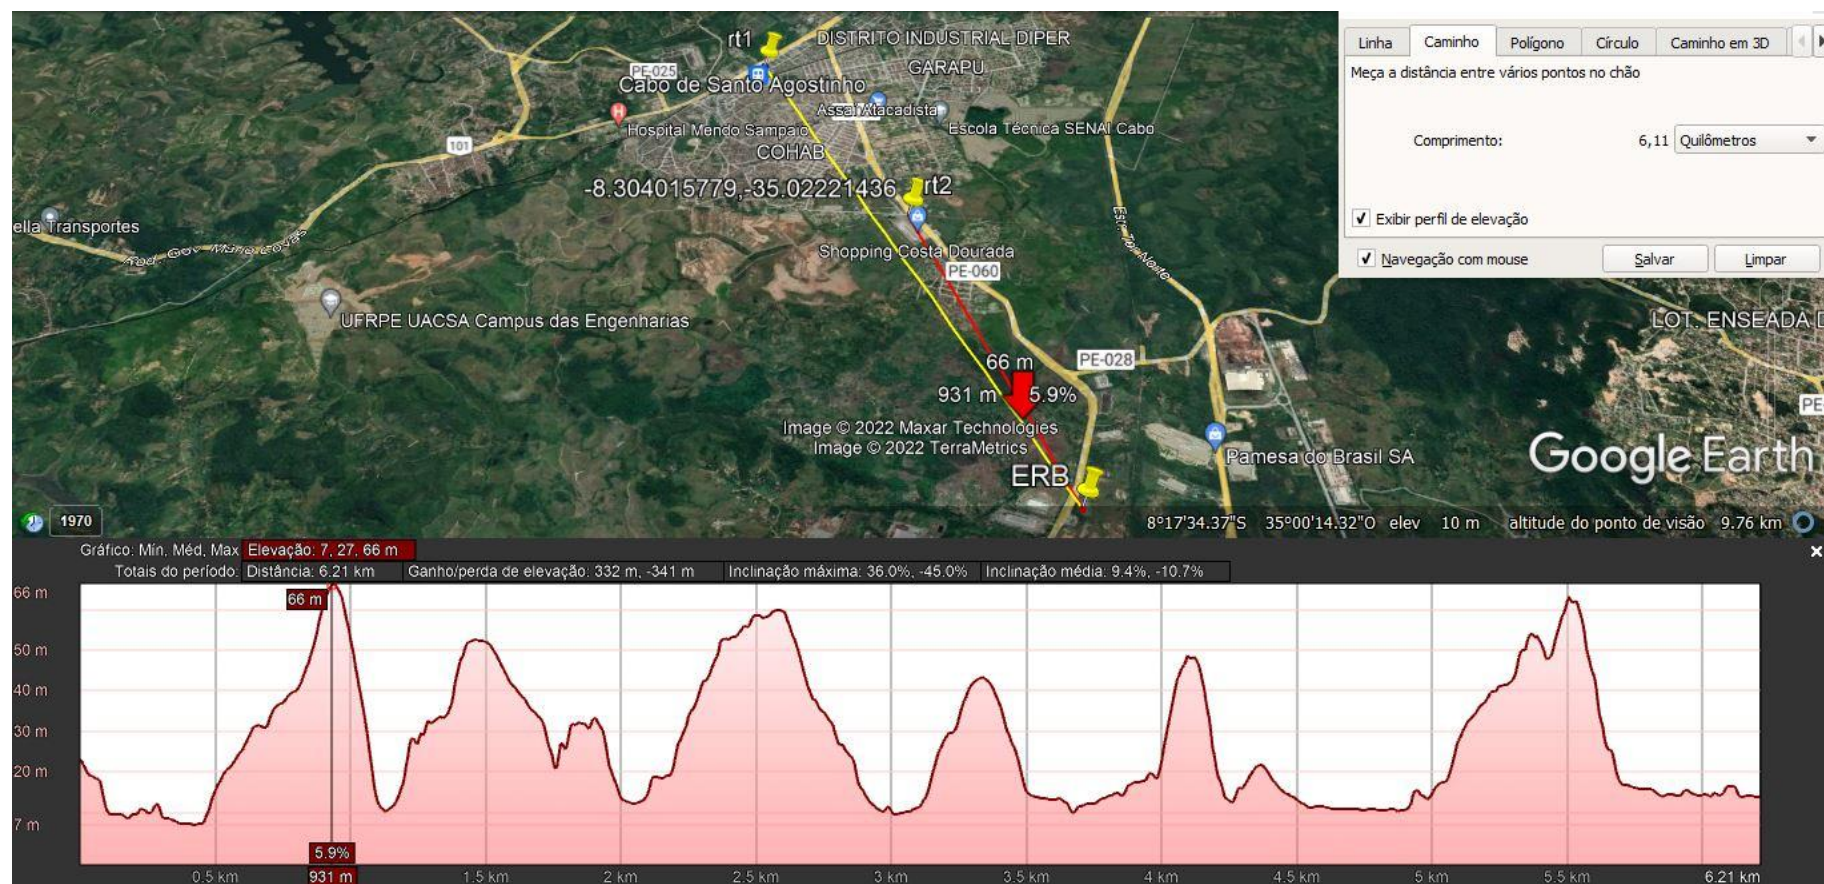 rt1
DISTRITO INDUSTRIAL DIPER
GARAPU
PE-025
Cabo de Santo Agostinho
Assaí Atacadista
Hospital Mendo Sampaio
Escola Técnica SENAI Cabo
101
COHAB
-8.304015779,-35.02221436
rt2
ella Transportes
Rod. Gov. Mário Covas
Shopping Costa Dourada
PE-060
Estr. Tdr. Norte
UFRPE UACSA Campus das Engenharias
LOT. ENSEADA D
66 m
PE-028
931 m
5.9%
PE-
Image © 2022 Maxar Technologies
Image © 2022 TerraMetrics
Pamesa do Brasil SA
Google Earth
ERB
1970
8°17'34.37"S 35°00'14.32"O elev 10 m altitude do ponto de visão 9.76 km
Linha Caminho Polígono Círculo Caminho em 3D
Meça a distância entre vários pontos no chão
Comprimento: 6,11 Quilômetros
Exibir perfil de elevação
Navegação com mouse Salvar Limpar
Gráfico: Mín, Méd, Max Elevação: 7, 27, 66 m
Totais do período: Distância: 6.21 km Ganho/perda de elevação: 332 m, -341 m Inclinação máxima: 36.0%, -45.0% Inclinação média: 9.4%, -10.7%
66 m
66 m
50 m
40 m
30 m
20 m
7 m
5.9%
0.5 km 931 m 1.5 km 2 km 2.5 km 3 km 3.5 km 4 km 4.5 km 5 km 5.5 km 6.21 km